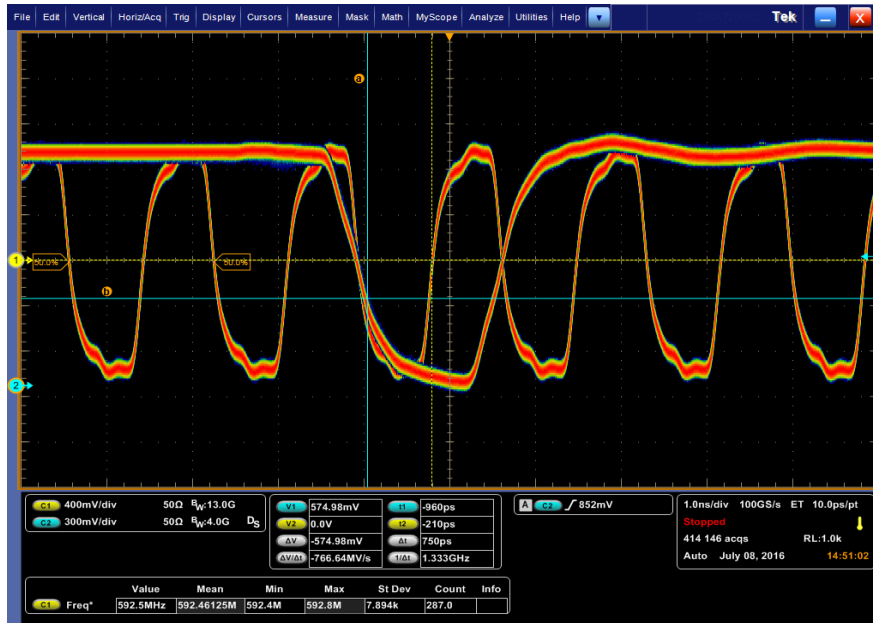 File Edit Vertical Horiz/Acq Trig Display Cursors Measure Mask Math MyScope Analyze Utilities Help Tek X
a
1 50.0% 50.0%
b
2
C1 400mV/div 50Ω BW:13.0G
C2 300mV/div 50Ω BW:4.0G DS
V1 574.98mV t1 -960ps
V2 0.0V t2 -210ps
ΔV -574.98mV Δt 750ps
ΔV/Δt -766.64MV/s 1/Δt 1.333GHz
A C2 852mV
1.0ns/div 100GS/s ET 10.0ps/pt
Stopped
414 146 acqs RL:1.0k
Auto July 08, 2016 14:51:02
Value Mean Min Max St Dev Count Info
C1 Freq* 592.5MHz 592.46125M 592.4M 592.8M 7.894k 287.0